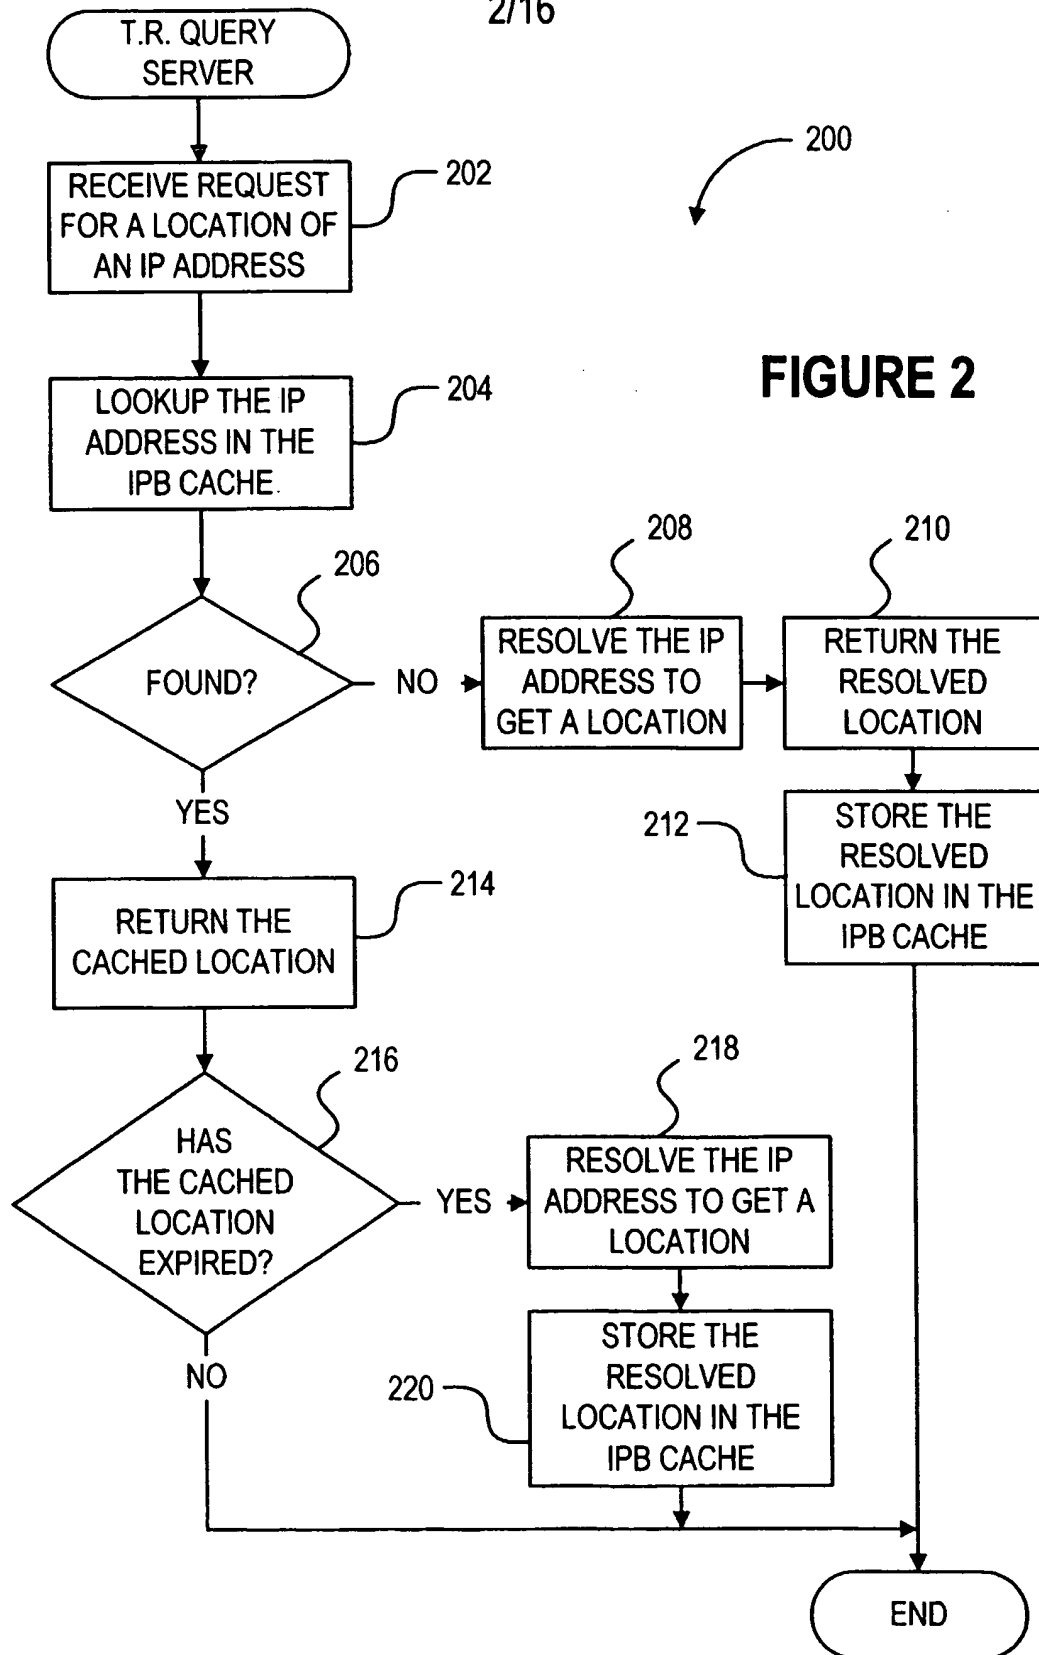 2/16
T.R. QUERY
SERVER
200
RECEIVE REQUEST
FOR A LOCATION OF
AN IP ADDRESS
202
FIGURE 2
LOOKUP THE IP
ADDRESS IN THE
IPB CACHE.
204
206
FOUND?
NO
208
RESOLVE THE IP
ADDRESS TO
GET A LOCATION
210
RETURN THE
RESOLVED
LOCATION
212
STORE THE
RESOLVED
LOCATION IN THE
IPB CACHE
YES
214
RETURN THE
CACHED LOCATION
216
HAS
THE CACHED
LOCATION
EXPIRED?
YES
218
RESOLVE THE IP
ADDRESS TO GET A
LOCATION
NO
220
STORE THE
RESOLVED
LOCATION IN THE
IPB CACHE
END